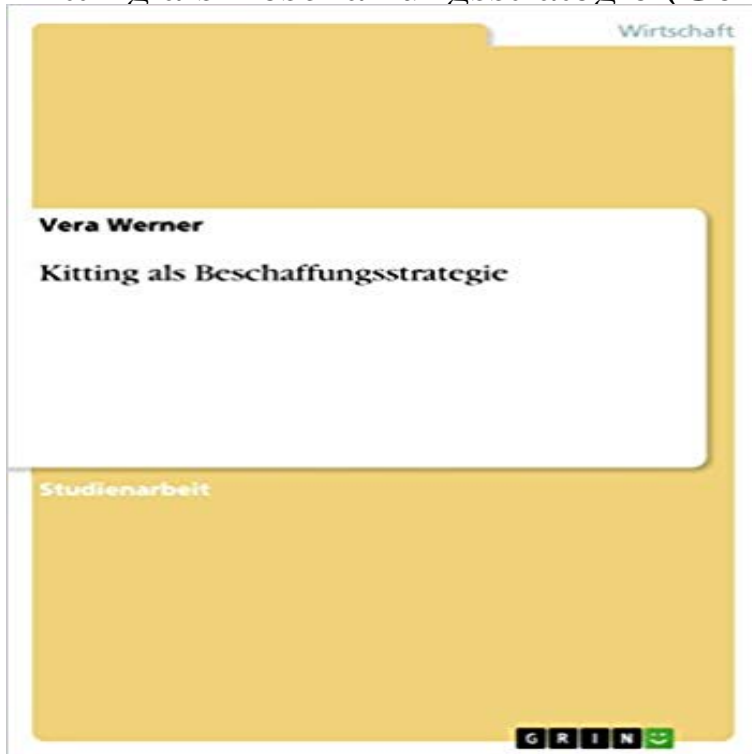 Wirtschaft
Vera Werner
Kitting als Beschaffungsstrategie
Studienarbeit
GRIN